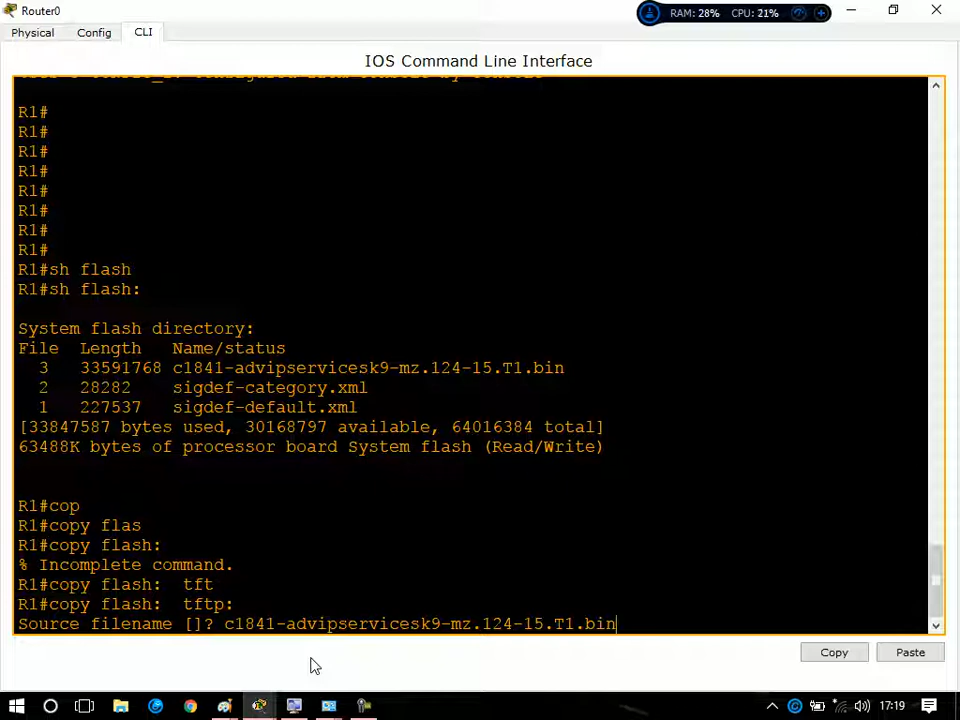 Router0
RAM: 28% CPU: 21%
Physical Config CLI
IOS Command Line Interface
R1#
R1#
R1#
R1#
R1#
R1#
R1#
R1#
R1#sh flash
R1#sh flash:
System flash directory:
File Length Name/status
3 33591768 c1841-advipservicesk9-mz.124-15.T1.bin
2 28282 sigdef-category.xml
1 227537 sigdef-default.xml
[33847587 bytes used, 30168797 available, 64016384 total]
63488K bytes of processor board System flash (Read/Write)
R1#cop
R1#copy flas
R1#copy flash:
% Incomplete command.
R1#copy flash: tft
R1#copy flash: tftp:
Source filename []? c1841-advipservicesk9-mz.124-15.T1.bin
Copy Paste
17:19